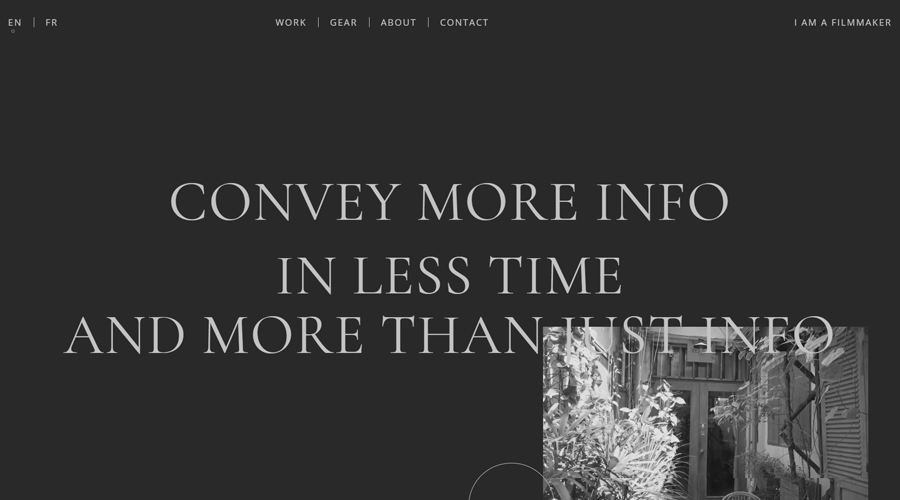 EN | FR
WORK | GEAR | ABOUT | CONTACT
I AM A FILMMAKER
CONVEY MORE INFO
IN LESS TIME
AND MORE THAN JUST INFO